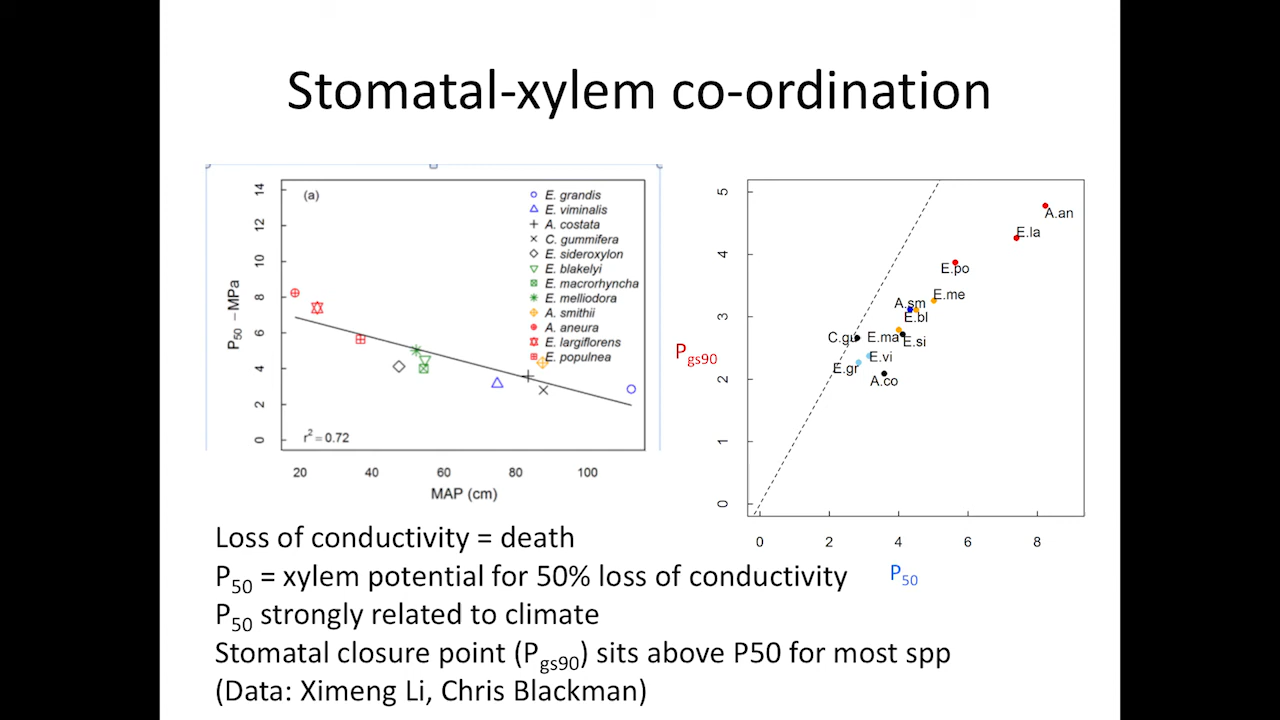 Stomatal-xylem co-ordination
(a)
14
12
10
8
6
4
2
0
P50 – MPa
E. grandis
E. viminalis
A. costata
C. gummifera
E. sideroxylon
E. blakelyi
E. macrorhyncha
E. melliodora
A. smithii
A. aneura
E. largiflorens
E. populnea
r2 = 0.72
20 40 60 80 100
MAP (cm)
Pgs90
5
4
3
2
1
0
A.an
E.la
E.po
E.me
A.sm
E.bl
C.gu
E.ma
E.si
E.vi
E.gr
A.co
0 2 4 6 8
P50
Loss of conductivity = death
P50 = xylem potential for 50% loss of conductivity
P50 strongly related to climate
Stomatal closure point (Pgs90) sits above P50 for most spp
(Data: Ximeng Li, Chris Blackman)